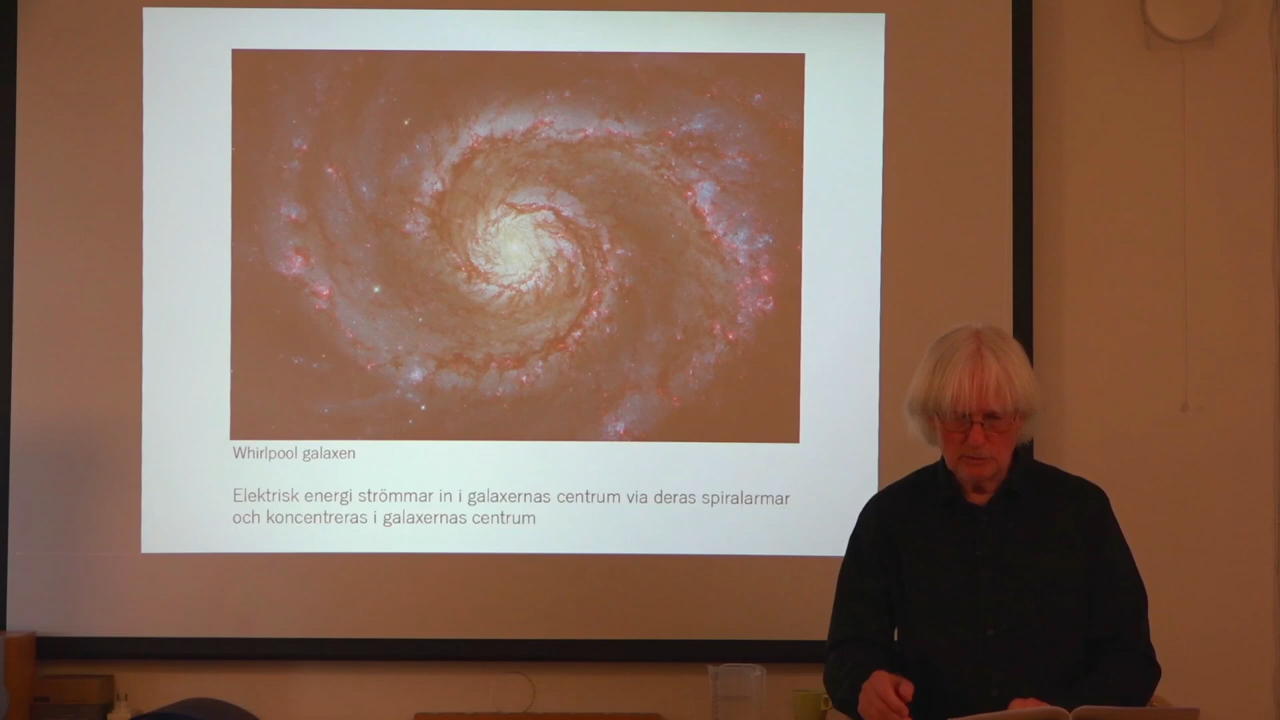 Whirlpool galaxen
Elektrisk energi strömmar in i galaxernas centrum via deras spiralarmar
och koncentreras i galaxernas centrum